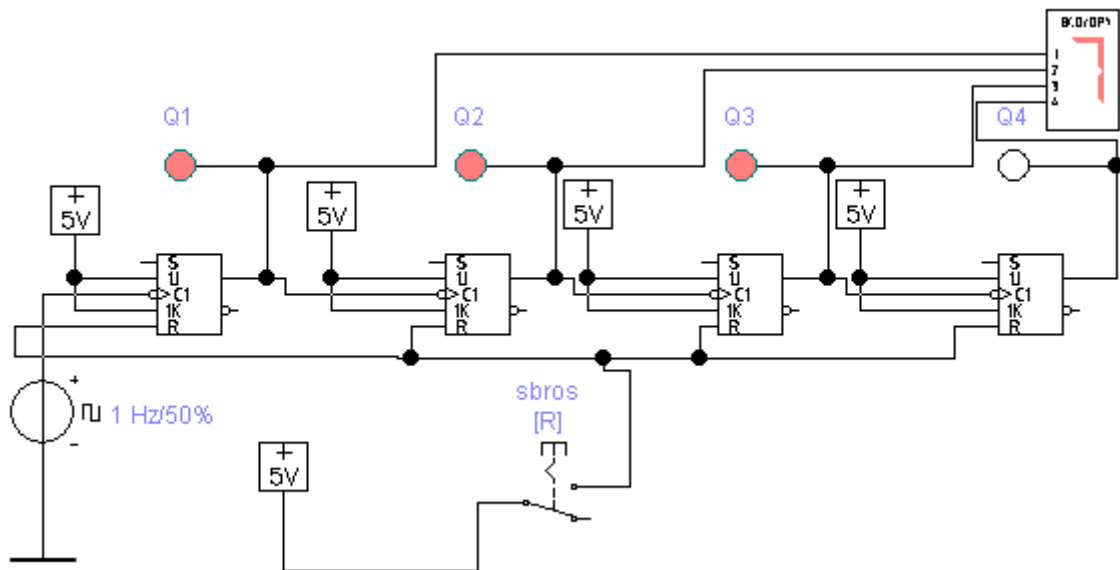 1
2
3
4
Q1
Q2
Q3
Q4
+
5V
+
5V
+
5V
+
5V
S
C1
1K
R
S
C1
1K
R
S
C1
1K
R
S
C1
1K
R
+
1 Hz/50%
-
sbros
[R]
+
5V